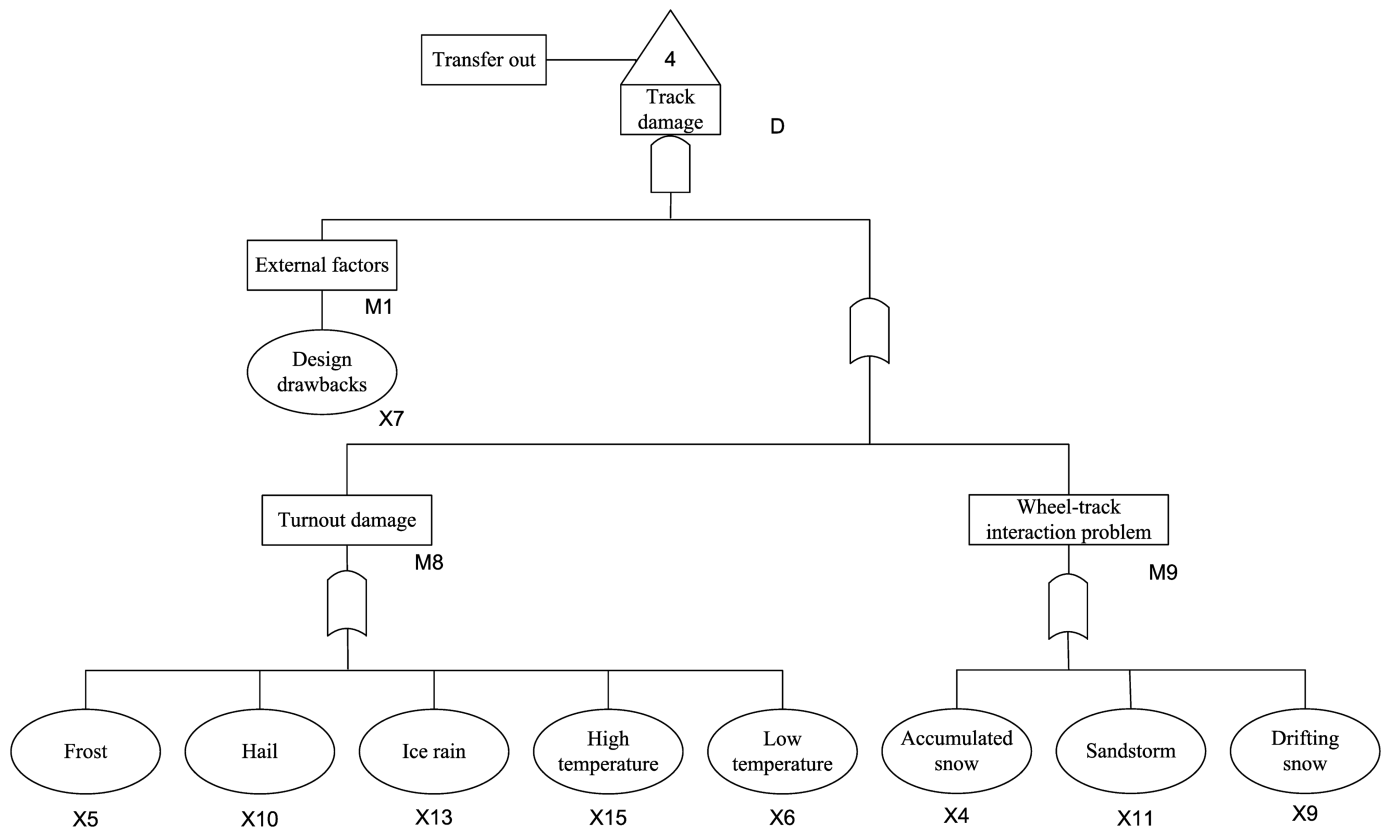 4
Transfer out
Track
damage
D
External factors
M1
Design
drawbacks
X7
Turnout damage
M8
Wheel-track
interaction problem
M9
Frost
Hail
Ice rain
High
temperature
Low
temperature
Accumulated
snow
Sandstorm
Drifting
snow
X5
X10
X13
X15
X6
X4
X11
X9